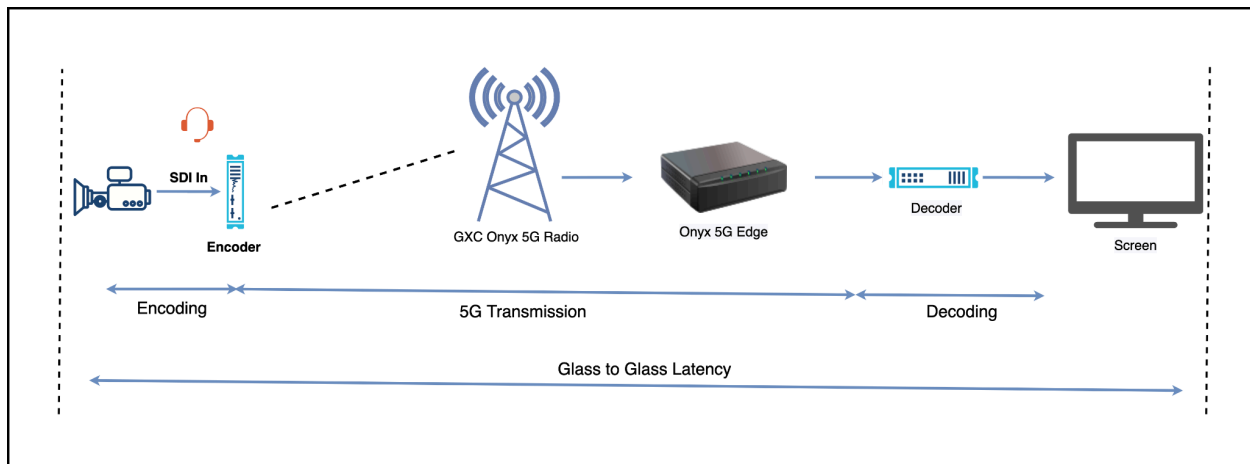 SDI In
Encoder
GXC Onyx 5G Radio
Onyx 5G Edge
Decoder
Screen
Encoding
5G Transmission
Decoding
Glass to Glass Latency